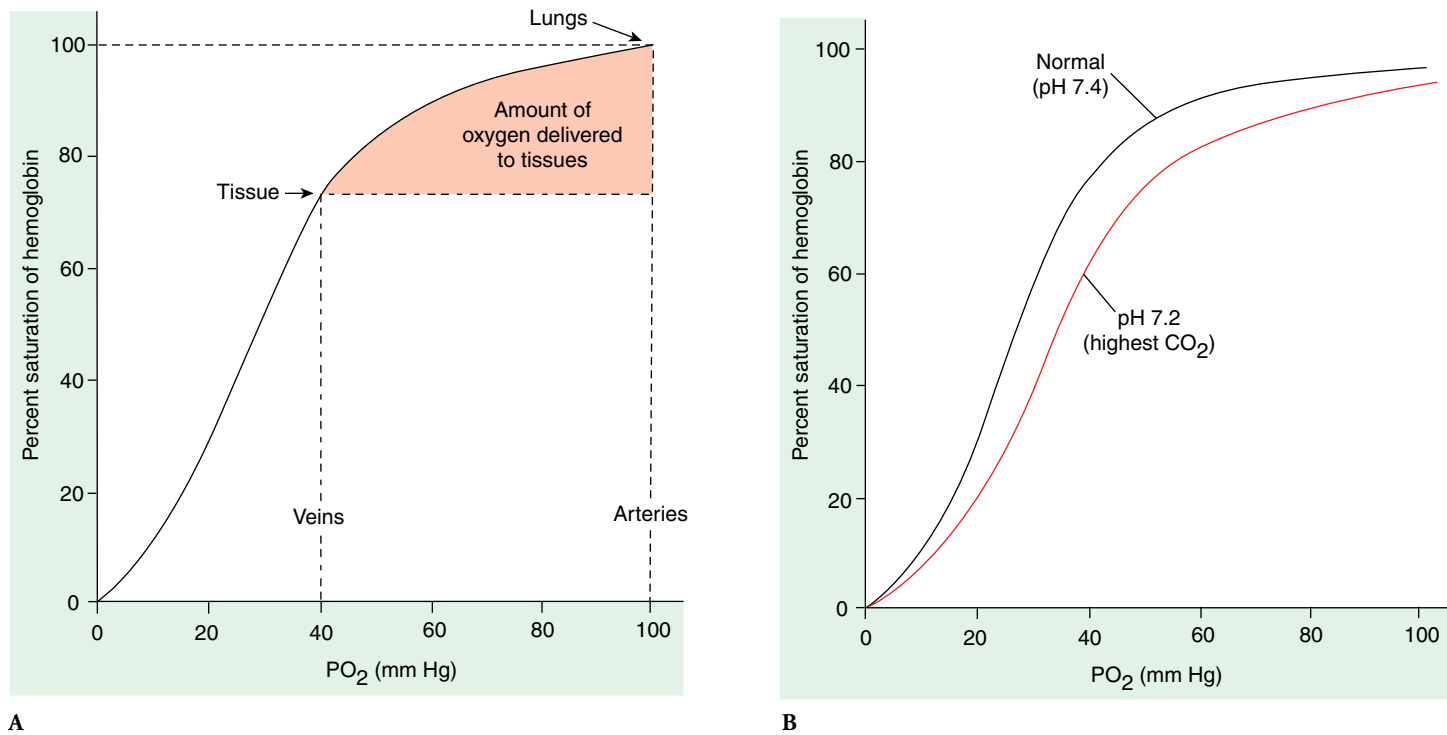 Lungs
100
Amount of
oxygen delivered
to tissues
80
Tissue
60
40
20
Veins
Arteries
0
0 20 40 60 80 100
Percent saturation of hemoglobin
PO2 (mm Hg)
A
100
Normal
(pH 7.4)
80
60
pH 7.2
(highest CO2)
40
20
0
0 20 40 60 80 100
Percent saturation of hemoglobin
PO2 (mm Hg)
B